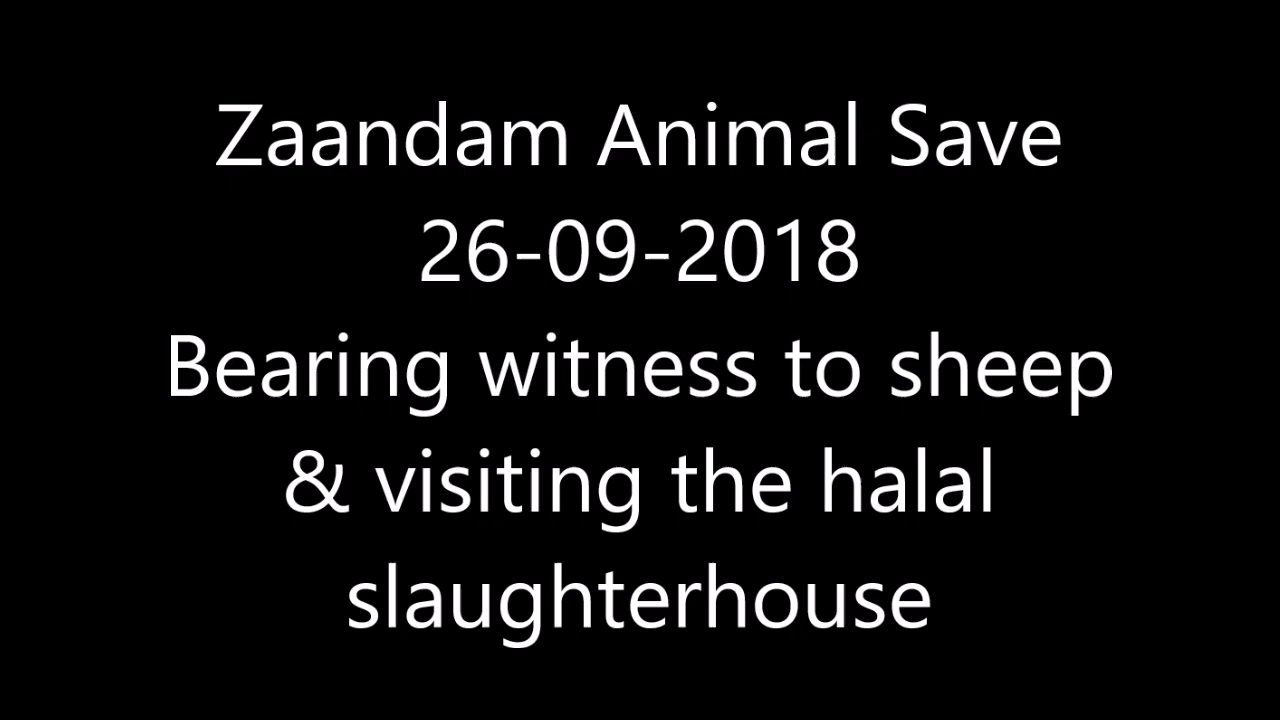 Zaandam Animal Save
26-09-2018
Bearing witness to sheep
& visiting the halal
slaughterhouse